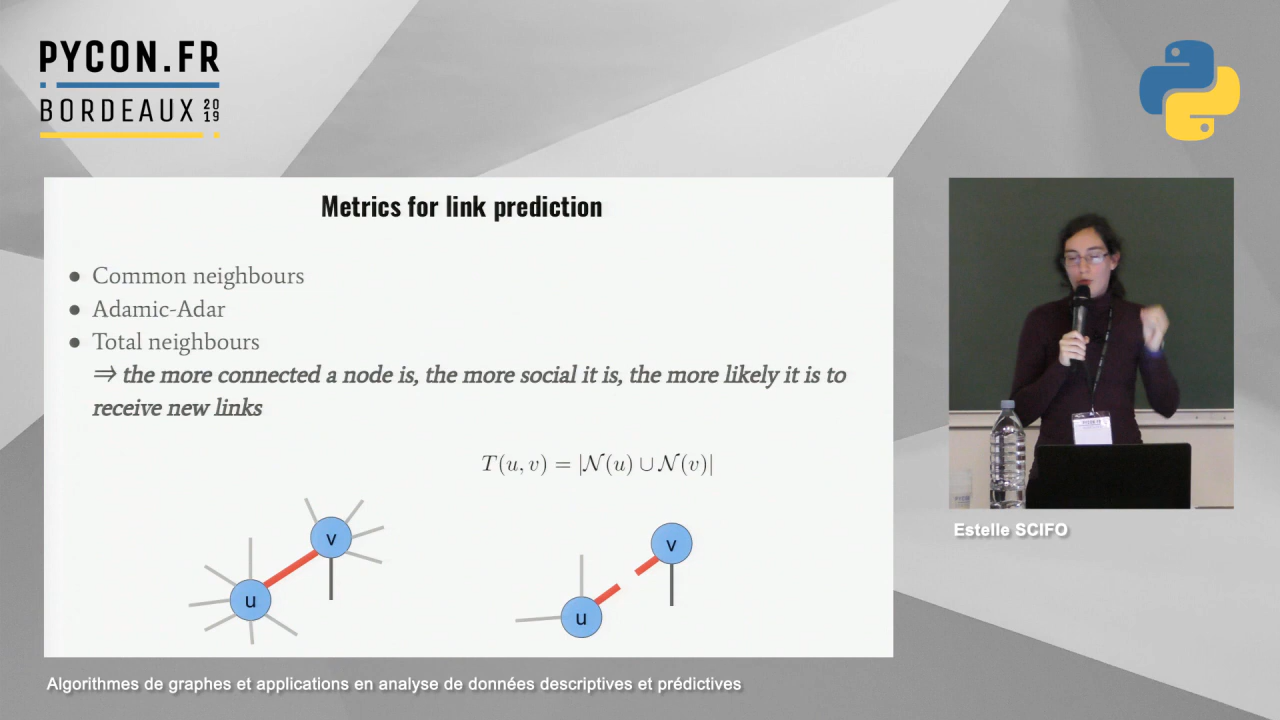 PYCON.FR
BORDEAUX 2019
Metrics for link prediction
● Common neighbours
● Adamic-Adar
● Total neighbours
⇒ the more connected a node is, the more social it is, the more likely it is to
receive new links
T(u, v) = |𝒩(u) ∪ 𝒩(v)|
v
u
v
u
Estelle SCIFO
Algorithmes de graphes et applications en analyse de données descriptives et prédictives